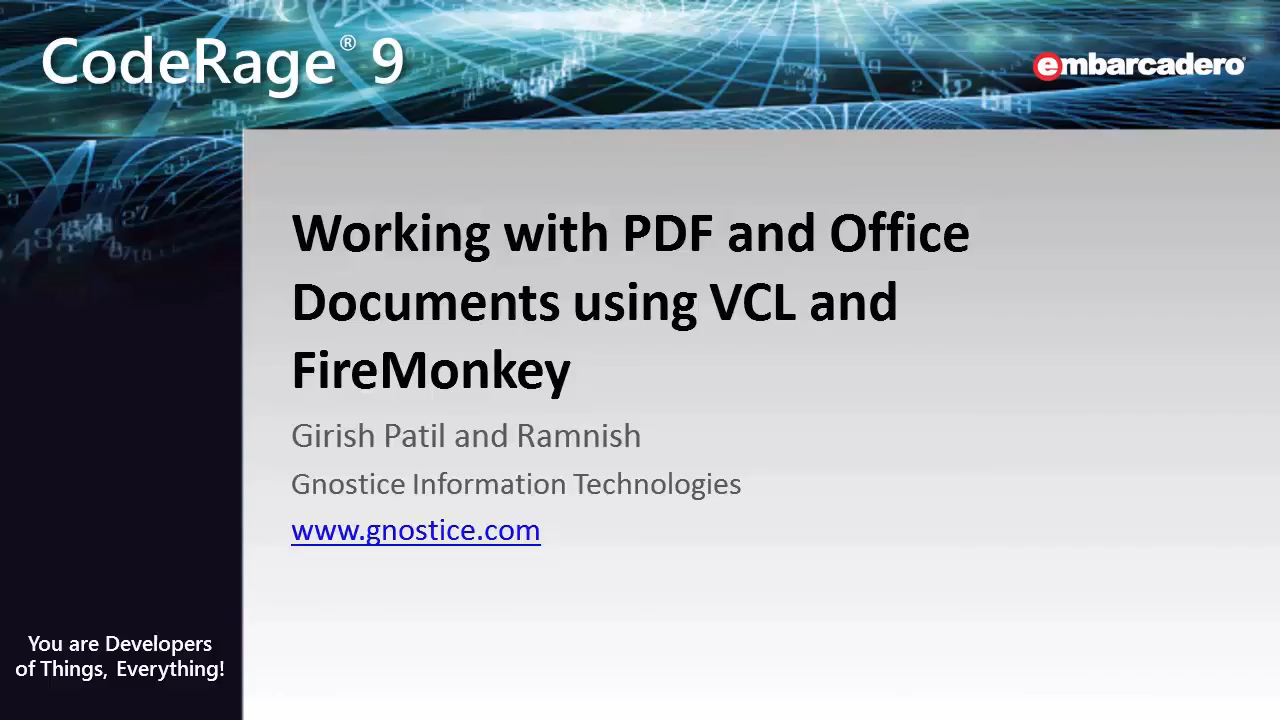 CodeRage® 9
embarcadero
Working with PDF and Office
Documents using VCL and
FireMonkey
Girish Patil and Ramnish
Gnostice Information Technologies
www.gnostice.com
You are Developers
of Things, Everything!